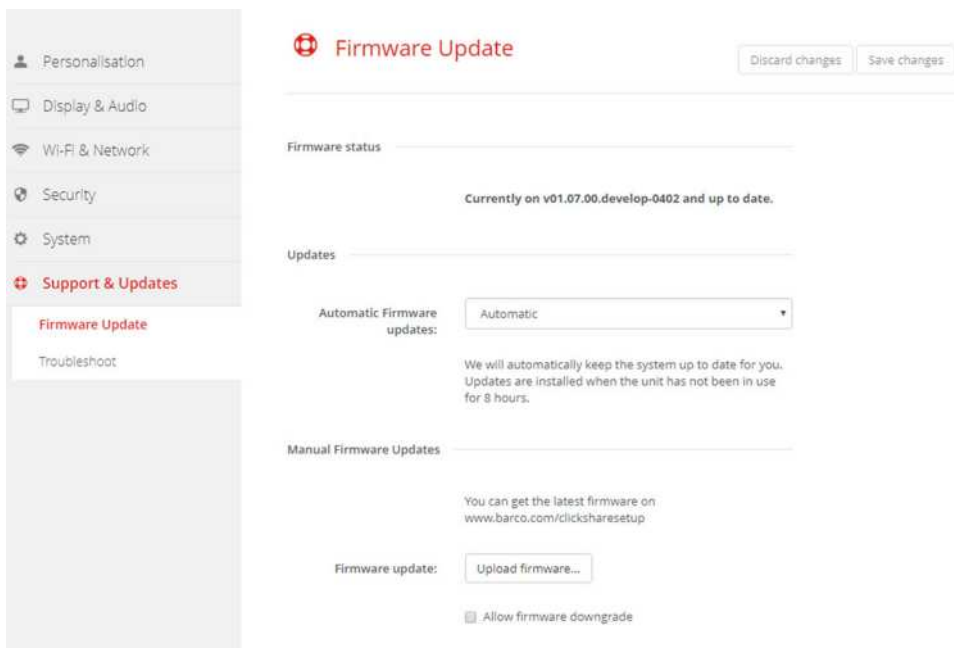 Personalisation
Display & Audio
Wi-Fi & Network
Security
System
Support & Updates
Firmware Update
Troubleshoot
Firmware Update
Discard changes
Save changes
Firmware status
Currently on v01.07.00.develop-0402 and up to date.
Updates
Automatic Firmware
updates:
Automatic
We will automatically keep the system up to date for you.
Updates are installed when the unit has not been in use
for 8 hours.
Manual Firmware Updates
You can get the latest firmware on
www.barco.com/clicksharesetup
Firmware update:
Upload firmware...
Allow firmware downgrade